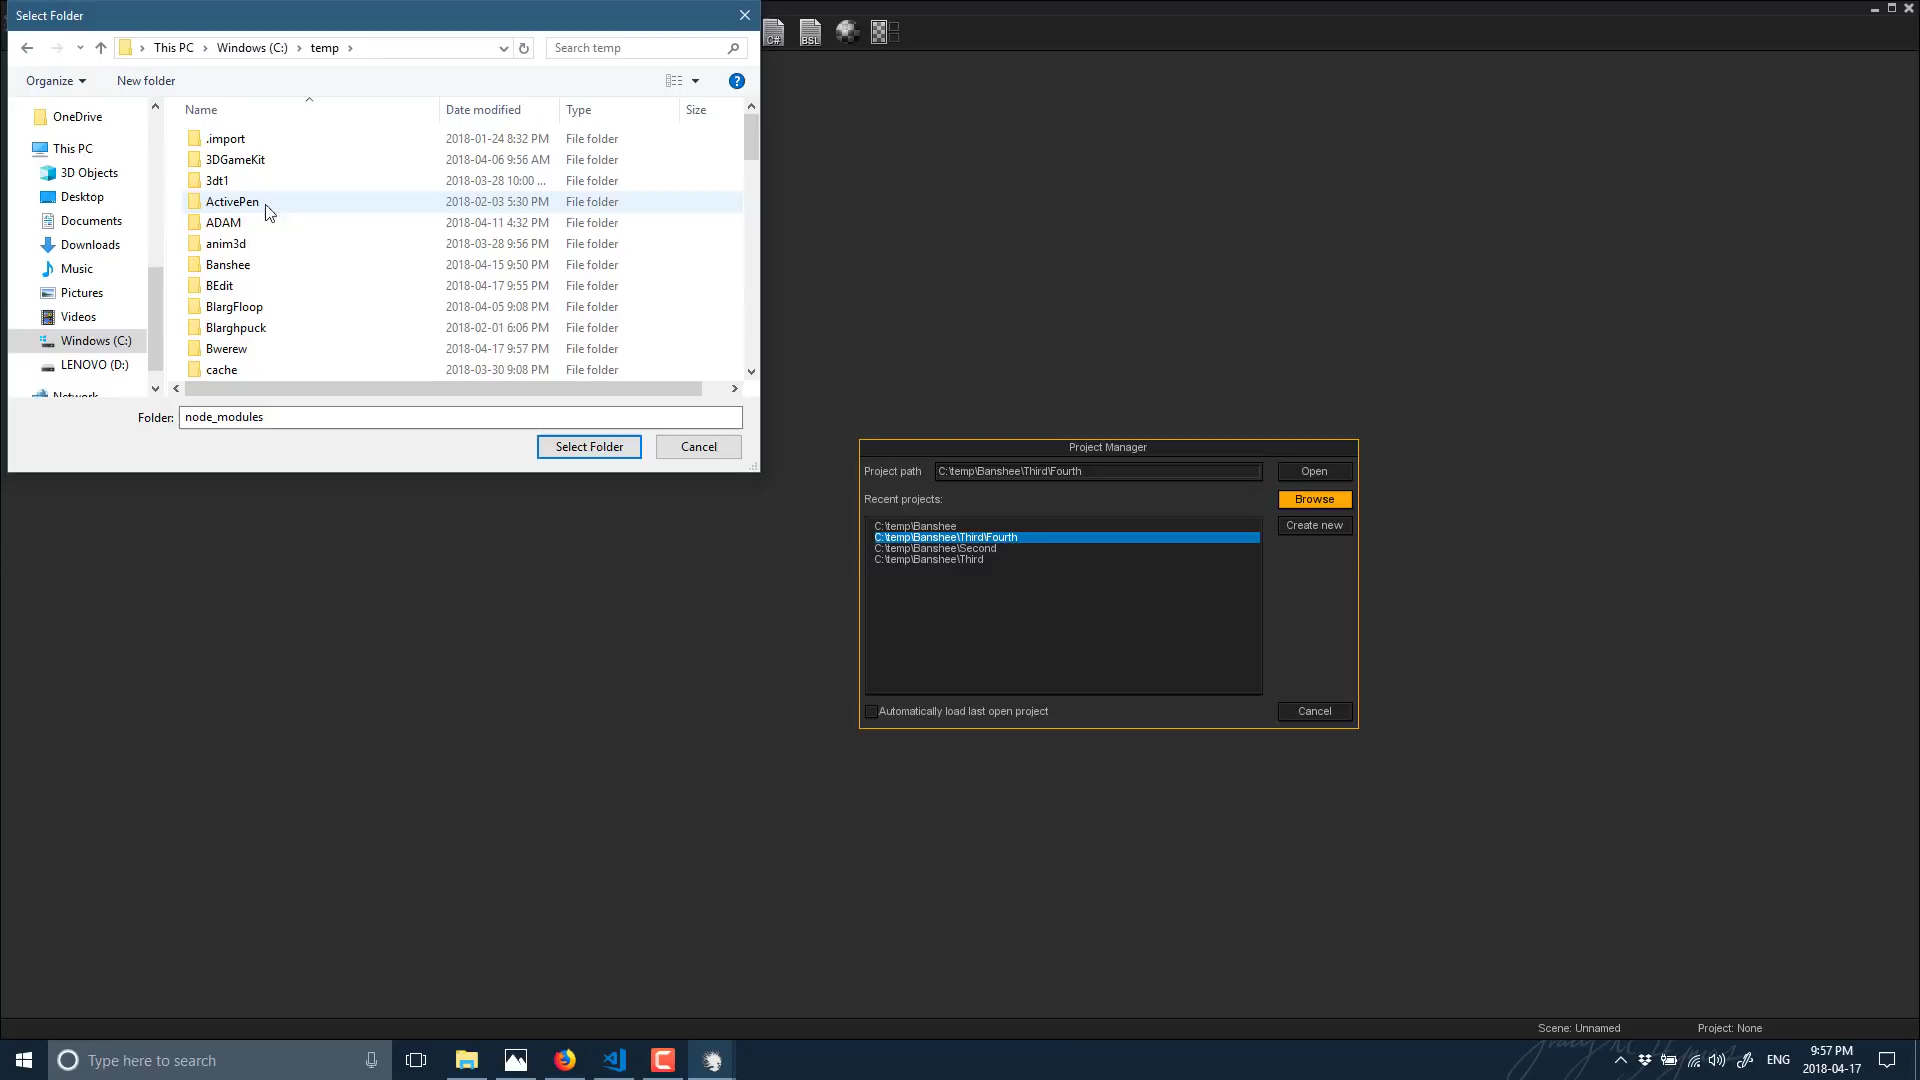 Select Folder
This PC > Windows (C:) > temp >
Search temp
Organize
New folder
?
OneDrive
This PC
3D Objects
Desktop
Documents
Downloads
Music
Pictures
Videos
Windows (C:)
LENOVO (D:)
Network
Name Date modified Type Size
.import 2018-01-24 8:32 PM File folder
3DGameKit 2018-04-06 9:56 AM File folder
3dt1 2018-03-28 10:00 ... File folder
ActivePen 2018-02-03 5:30 PM File folder
ADAM 2018-04-11 4:32 PM File folder
anim3d 2018-03-28 9:56 PM File folder
Banshee 2018-04-15 9:50 PM File folder
BEdit 2018-04-17 9:55 PM File folder
BlargFloop 2018-04-05 9:08 PM File folder
Blarghpuck 2018-02-01 6:06 PM File folder
Bwerew 2018-04-17 9:57 PM File folder
cache 2018-03-30 9:08 PM File folder
Folder: node_modules
Select Folder
Cancel
C#
BSL
Project Manager
Project path C:\temp\Banshee\Third\Fourth Open
Recent projects: Browse
Create new
C:\temp\Banshee
C:\temp\Banshee\Third\Fourth
C:\temp\Banshee\Second
C:\temp\Banshee\Third
Automatically load last open project
Cancel
Scene: Unnamed
Project: None
Type here to search
ENG
9:57 PM
2018-04-17